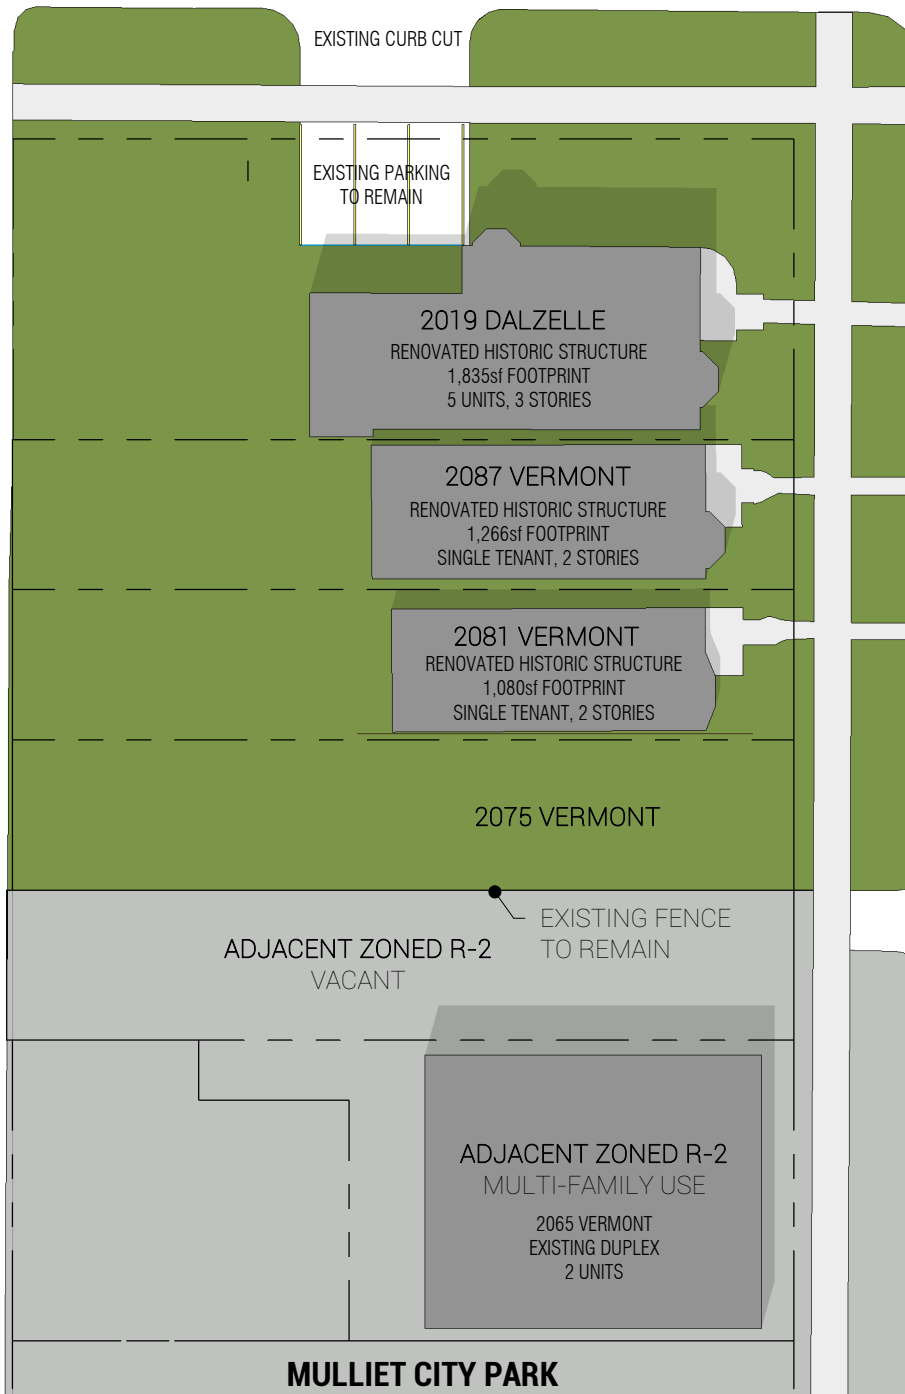 EXISTING CURB CUT
EXISTING PARKING
TO REMAIN
2019 DALZELLE
RENOVATED HISTORIC STRUCTURE
1,835sf FOOTPRINT
5 UNITS, 3 STORIES
2087 VERMONT
RENOVATED HISTORIC STRUCTURE
1,266sf FOOTPRINT
SINGLE TENANT, 2 STORIES
2081 VERMONT
RENOVATED HISTORIC STRUCTURE
1,080sf FOOTPRINT
SINGLE TENANT, 2 STORIES
2075 VERMONT
EXISTING FENCE
TO REMAIN
ADJACENT ZONED R-2
VACANT
ADJACENT ZONED R-2
MULTI-FAMILY USE
2065 VERMONT
EXISTING DUPLEX
2 UNITS
MULLIET CITY PARK